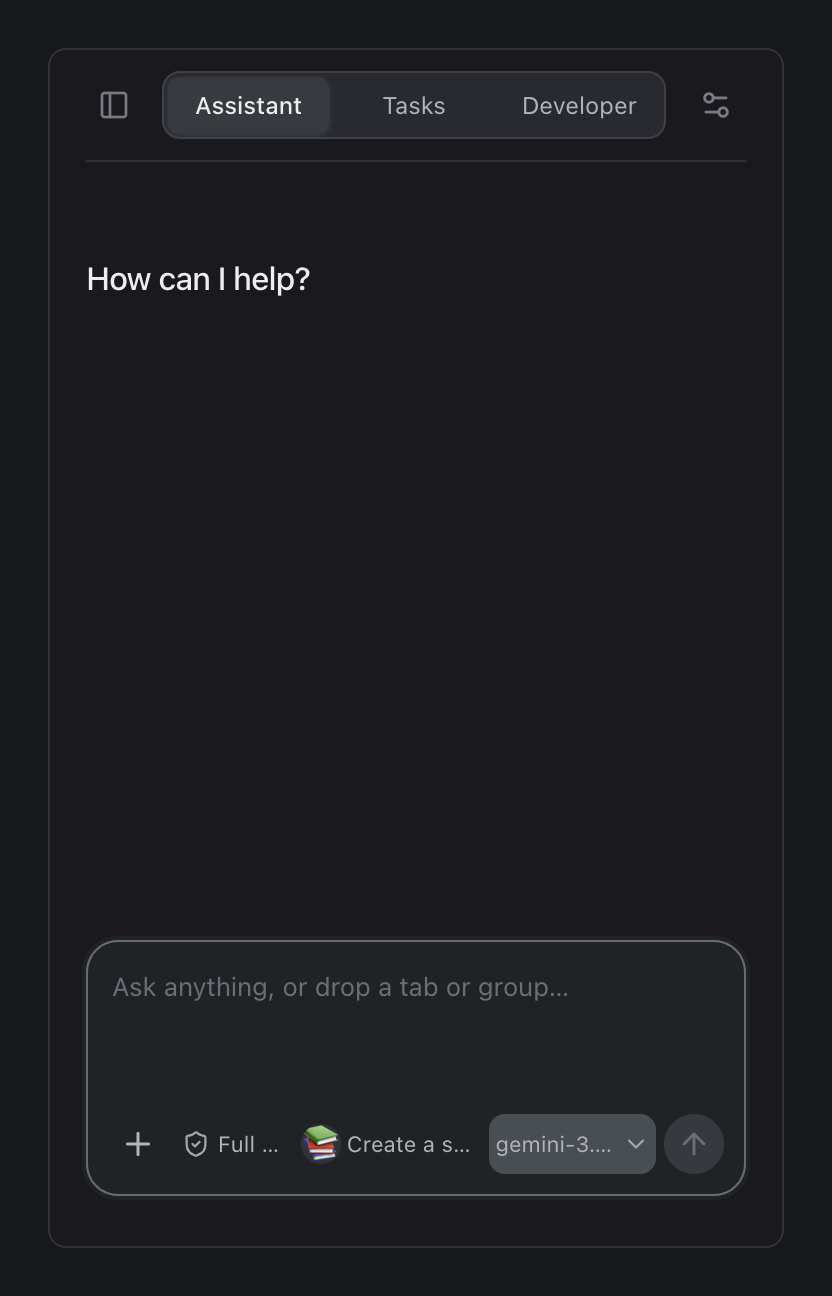 Assistant
Tasks
Developer
How can I help?
Ask anything, or drop a tab or group...
Full ...
Create a s...
gemini-3....